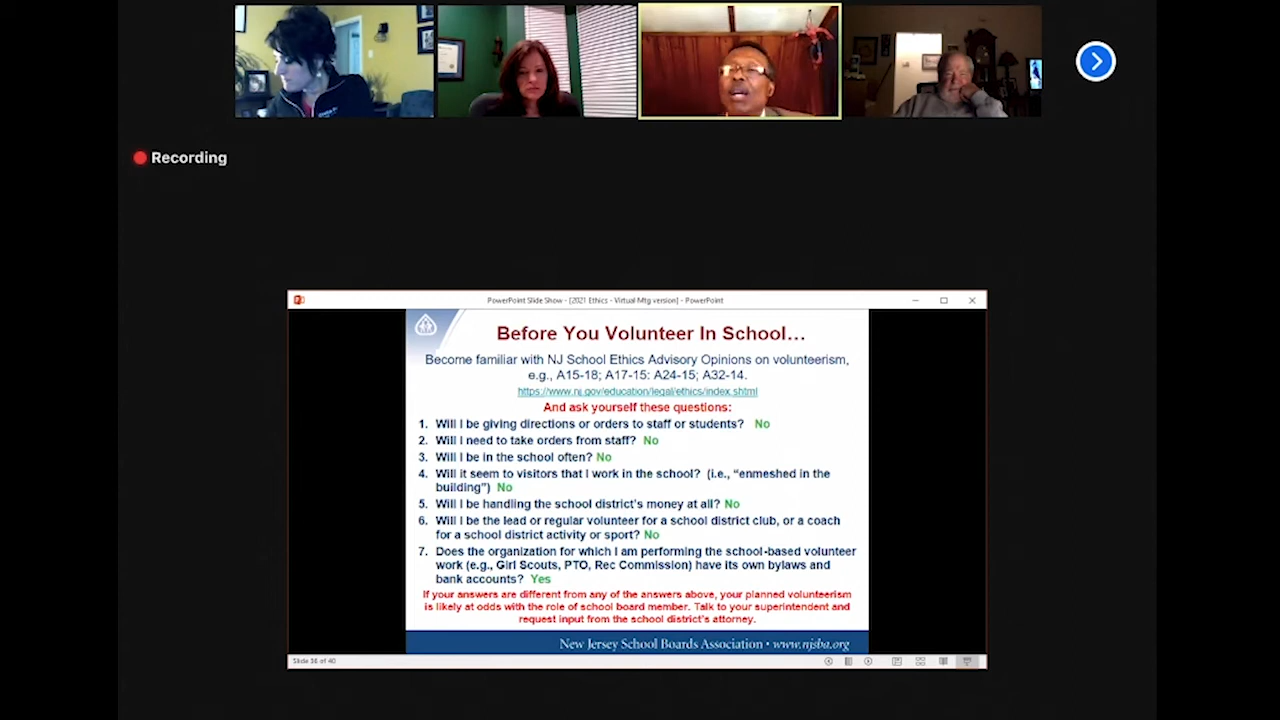 Recording
PowerPoint Slide Show - [2021 Ethics - Virtual Mtg version] - PowerPoint
Before You Volunteer In School...
Become familiar with NJ School Ethics Advisory Opinions on volunteerism,
e.g., A15-18; A17-15: A24-15; A32-14.
https://www.nj.gov/education/legal/ethics/index.shtml
And ask yourself these questions:
1. Will I be giving directions or orders to staff or students? No
2. Will I need to take orders from staff? No
3. Will I be in the school often? No
4. Will it seem to visitors that I work in the school? (i.e., “enmeshed in the
building”) No
5. Will I be handling the school district’s money at all? No
6. Will I be the lead or regular volunteer for a school district club, or a coach
for a school district activity or sport? No
7. Does the organization for which I am performing the school-based volunteer
work (e.g., Girl Scouts, PTO, Rec Commission) have its own bylaws and
bank accounts? Yes
If your answers are different from any of the answers above, your planned volunteerism
is likely at odds with the role of school board member. Talk to your superintendent and
request input from the school district’s attorney.
New Jersey School Boards Association • www.njsba.org
Slide 36 of 40